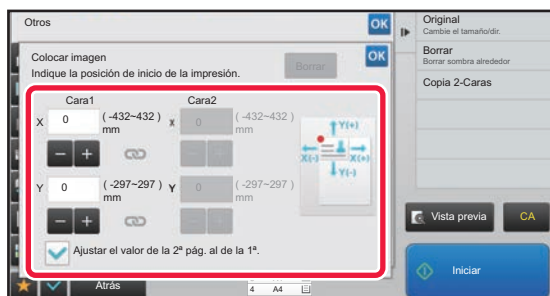 Otros
OK
Colocar imagen
Indique la posición de inicio de la impresión.
Borrar
OK
Cara1
Cara2
X 0 ( -432~432 ) mm
X 0 ( -432~432 ) mm
− +
− +
Y 0 ( -297~297 ) mm
Y 0 ( -297~297 ) mm
− +
− +
Y(+)
X(-) X(+)
Y(-)
Ajustar el valor de la 2ª pág. al de la 1ª.
Atrás
4 A4
Original
Cambie el tamaño/dir.
Borrar
Borrar sombra alrededor
Copia 2-Caras
Vista previa
CA
Iniciar